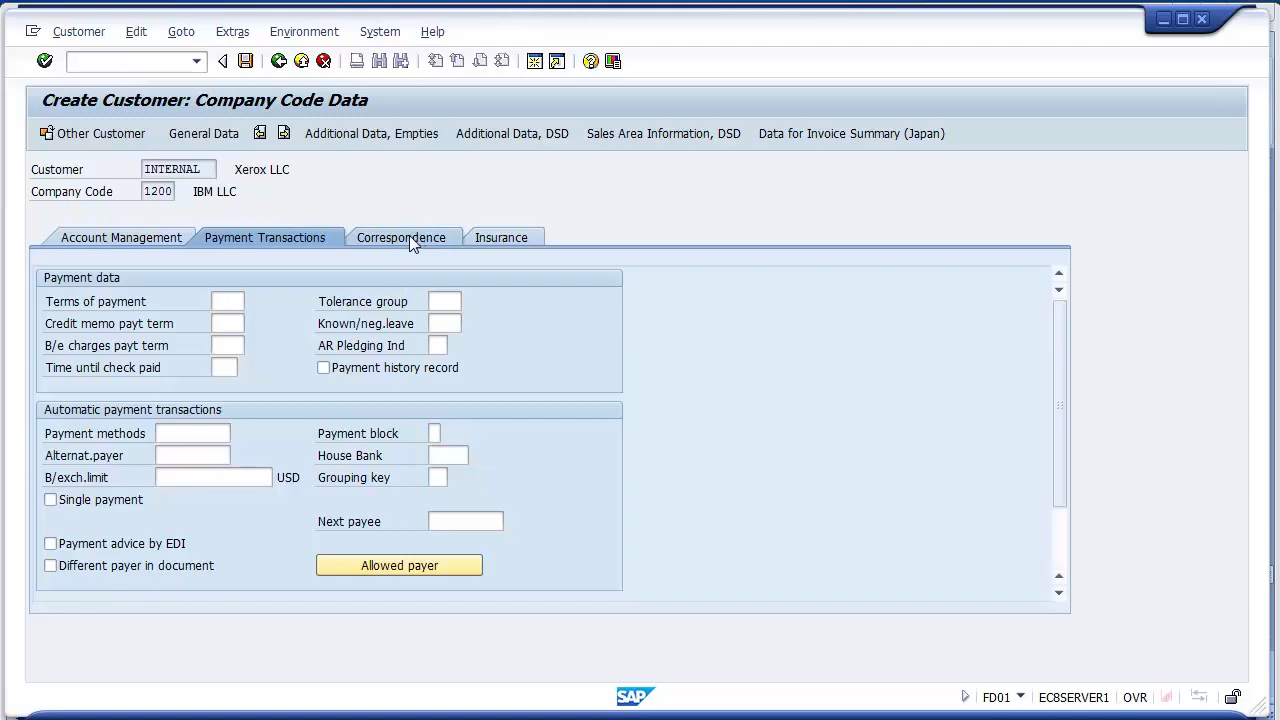 Customer Edit Goto Extras Environment System Help
Create Customer: Company Code Data
Other Customer General Data Additional Data, Empties Additional Data, DSD Sales Area Information, DSD Data for Invoice Summary (Japan)
Customer INTERNAL Xerox LLC
Company Code 1200 IBM LLC
Account Management Payment Transactions Correspondence Insurance
Payment data
Terms of payment Tolerance group
Credit memo payt term Known/neg.leave
B/e charges payt term AR Pledging Ind
Time until check paid Payment history record
Automatic payment transactions
Payment methods Payment block
Alternat.payer House Bank
B/exch.limit USD Grouping key
Single payment
Next payee
Payment advice by EDI
Different payer in document Allowed payer
SAP FD01 ECBSERVER1 OVR